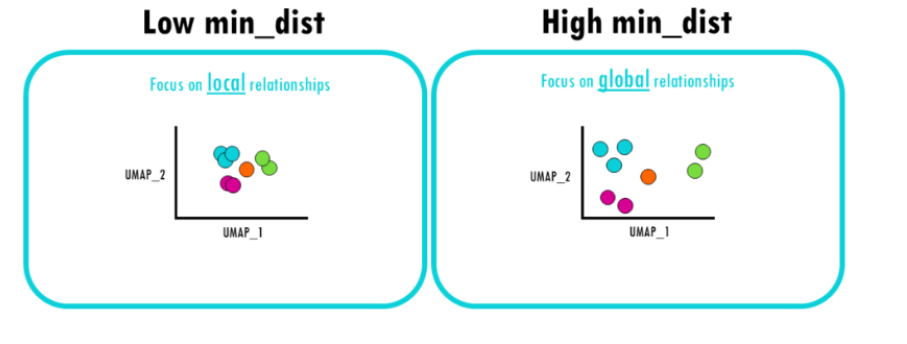 Low min_dist
Focus on local relationships
UMAP_2
UMAP_1
High min_dist
Focus on global relationships
UMAP_2
UMAP_1